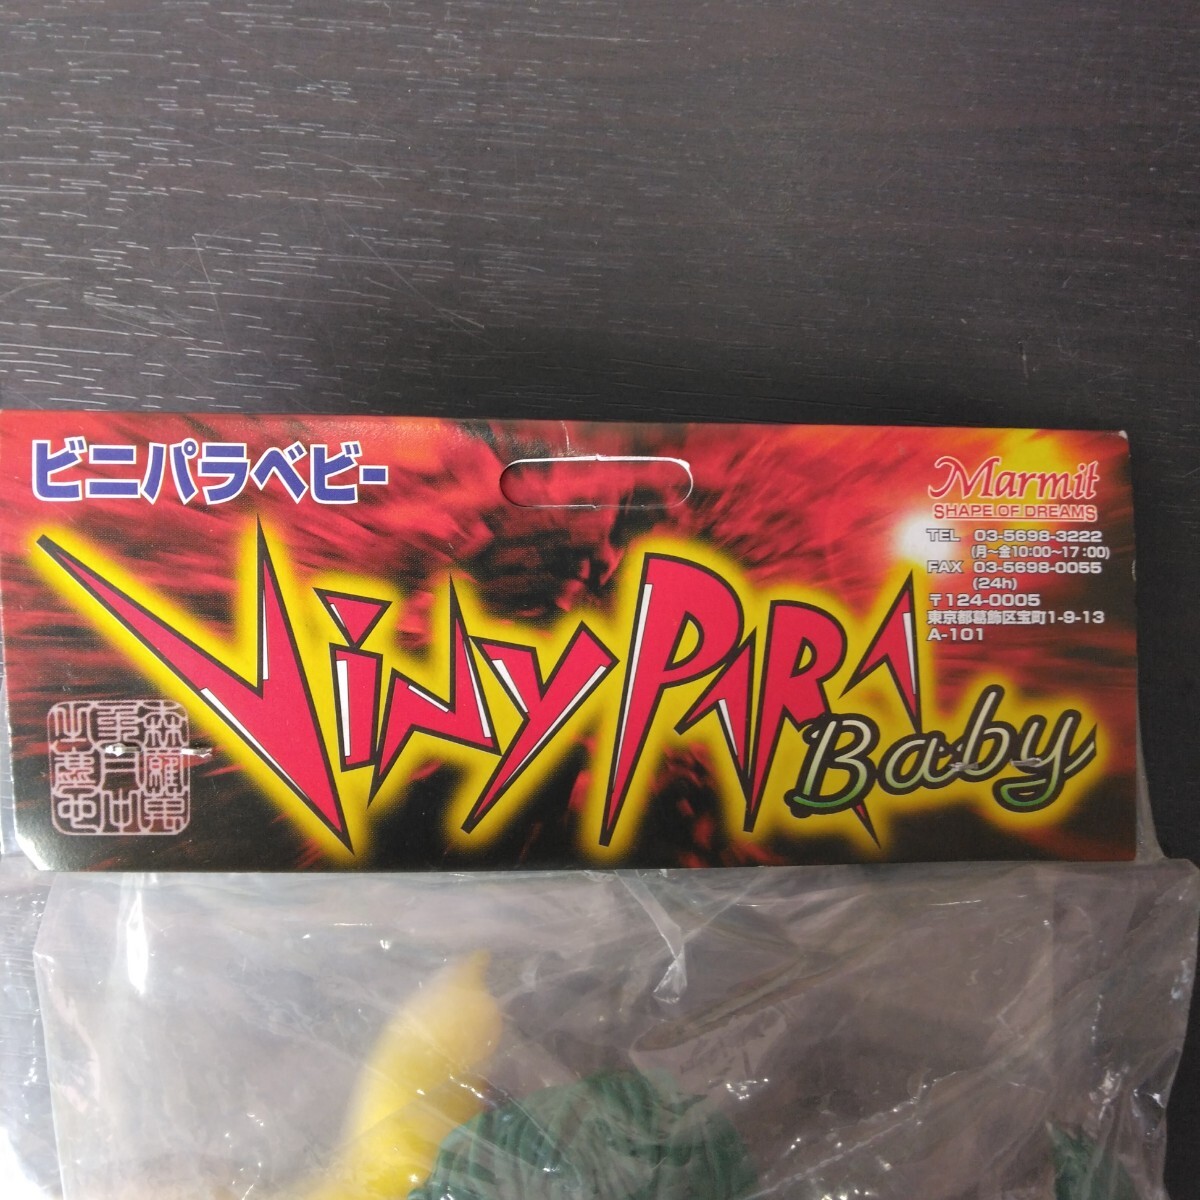 ビニパラベビー
ViNYPARA
Baby
Marmit
SHAPE OF DREAMS
TEL 03-5698-3222
(月~金10:00~17:00)
FAX 03-5698-0055
(24h)
〒124-0005
東京都葛飾区宝町1-9-13
A-101